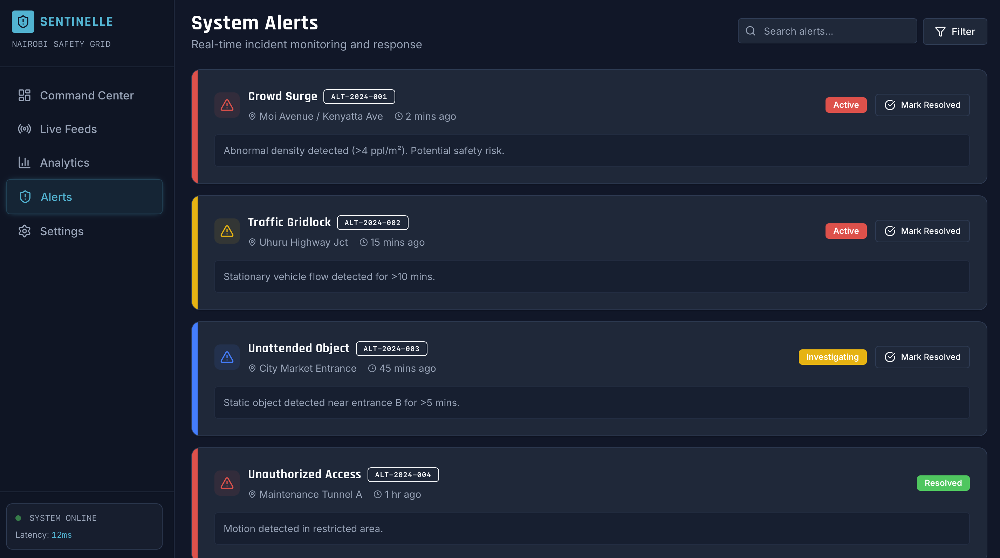 SENTINELLE
NAIROBI SAFETY GRID
Command Center
Live Feeds
Analytics
Alerts
Settings
SYSTEM ONLINE
Latency: 12ms
System Alerts
Real-time incident monitoring and response
Search alerts...
Filter
Crowd Surge ALT-2024-001
Moi Avenue / Kenyatta Ave 2 mins ago
Active Mark Resolved
Abnormal density detected (>4 ppl/m²). Potential safety risk.
Traffic Gridlock ALT-2024-002
Uhuru Highway Jct 15 mins ago
Active Mark Resolved
Stationary vehicle flow detected for >10 mins.
Unattended Object ALT-2024-003
City Market Entrance 45 mins ago
Investigating Mark Resolved
Static object detected near entrance B for >5 mins.
Unauthorized Access ALT-2024-004
Maintenance Tunnel A 1 hr ago
Resolved
Motion detected in restricted area.